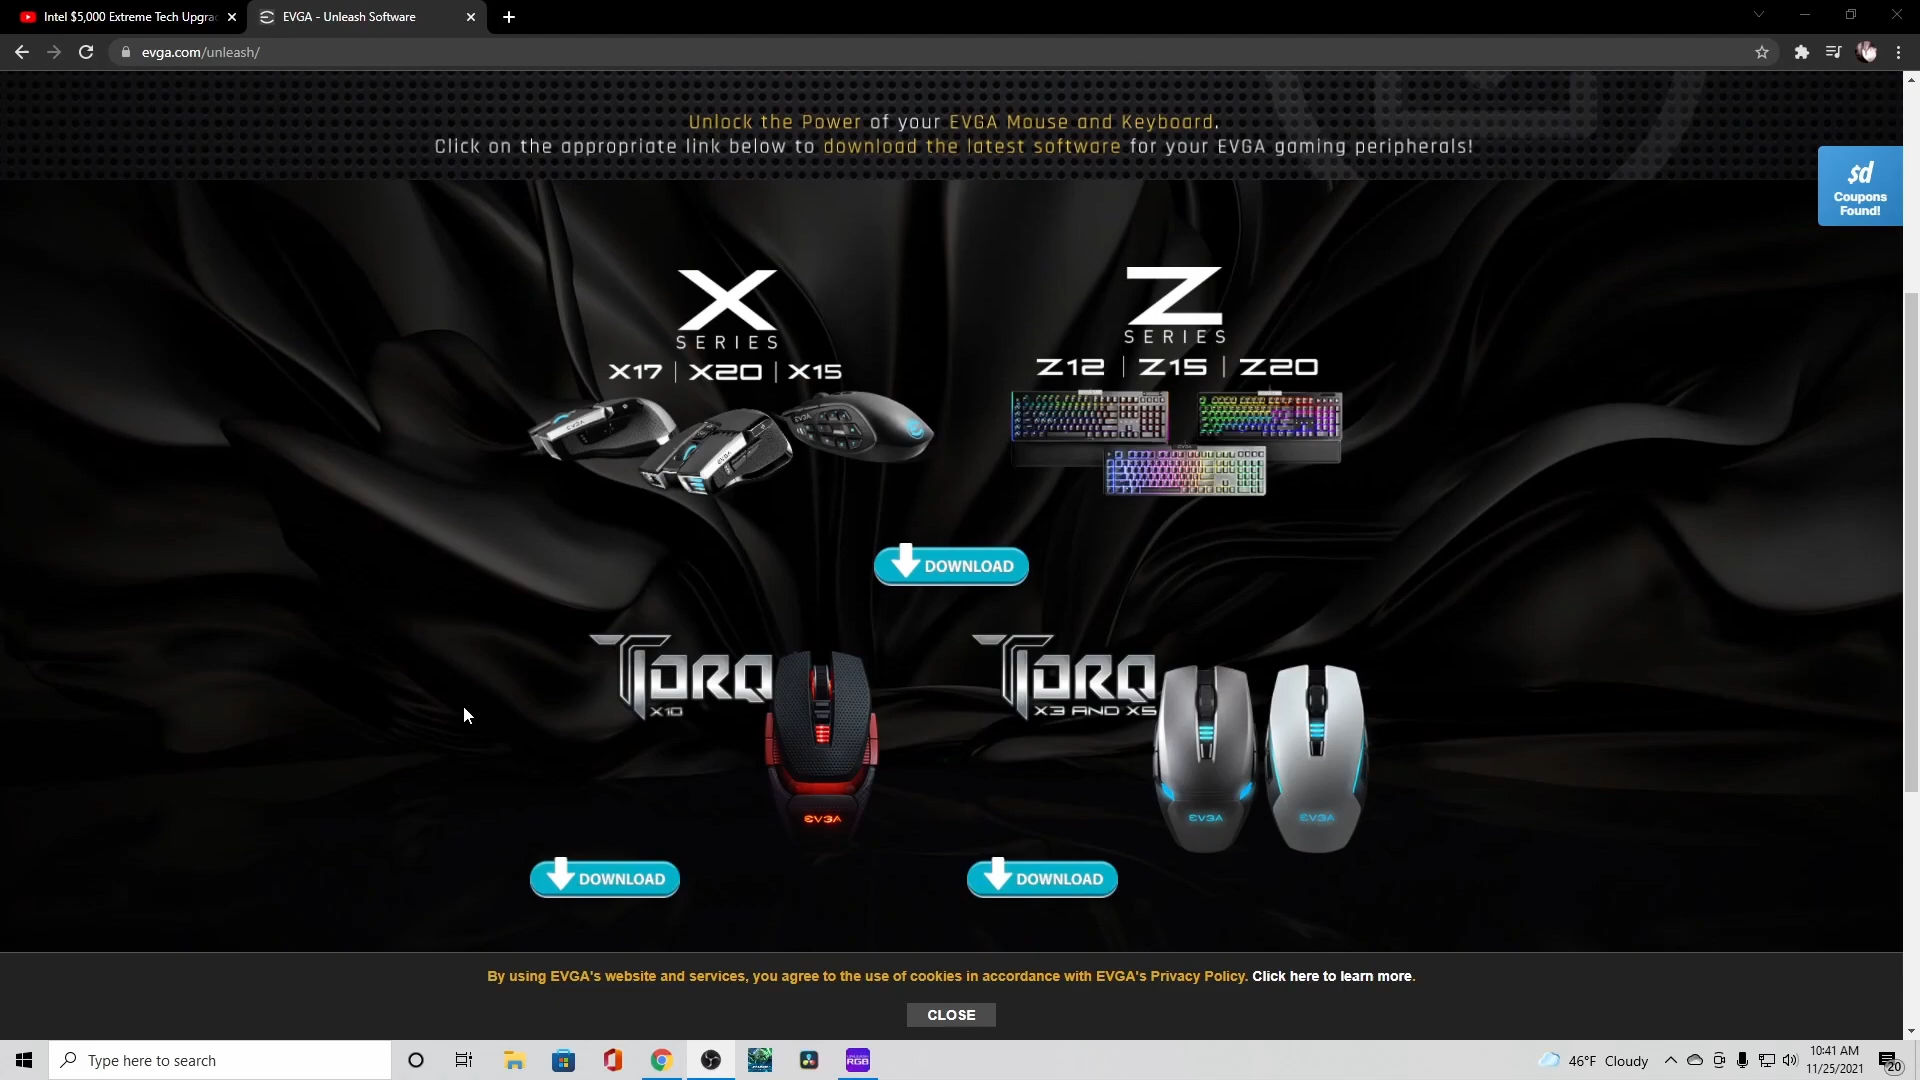 Intel $5,000 Extreme Tech Upgra
EVGA - Unleash Software
evga.com/unleash/
Unlock the Power of your EVGA Mouse and Keyboard.
Click on the appropriate link below to download the latest software for your EVGA gaming peripherals!
$d
Coupons
Found!
X
SERIES
X17 | X20 | X15
Z
SERIES
Z12 | Z15 | Z20
DOWNLOAD
TORQ
X10
TORQ
X3 AND X5
EVGA
EVGA
EVGA
DOWNLOAD
DOWNLOAD
By using EVGA's website and services, you agree to the use of cookies in accordance with EVGA's Privacy Policy. Click here to learn more.
CLOSE
Type here to search
RGB
46°F Cloudy
10:41 AM
11/25/2021
20